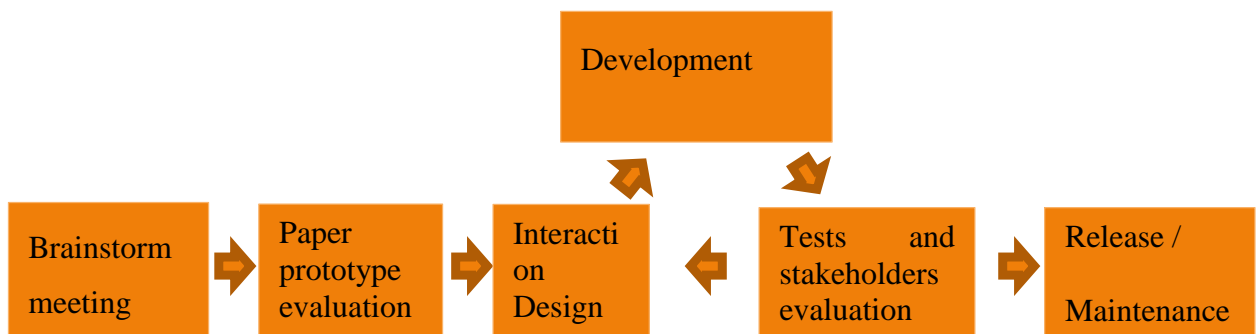 Development
Brainstorm
meeting
Paper
prototype
evaluation
Interacti
on
Design
Tests and
stakeholders
evaluation
Release /
Maintenance